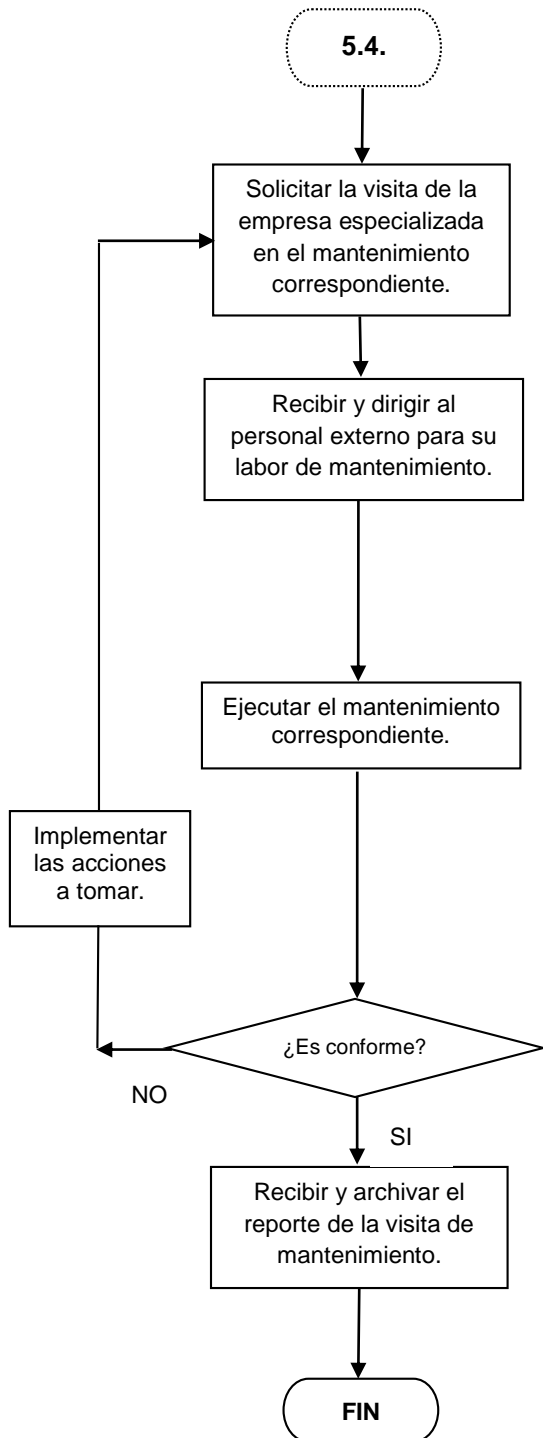 5.4.
Solicitar la visita de la
empresa especializada
en el mantenimiento
correspondiente.
Recibir y dirigir al
personal externo para su
labor de mantenimiento.
Ejecutar el mantenimiento
correspondiente.
Implementar
las acciones
a tomar.
¿Es conforme?
NO
SI
Recibir y archivar el
reporte de la visita de
mantenimiento.
FIN